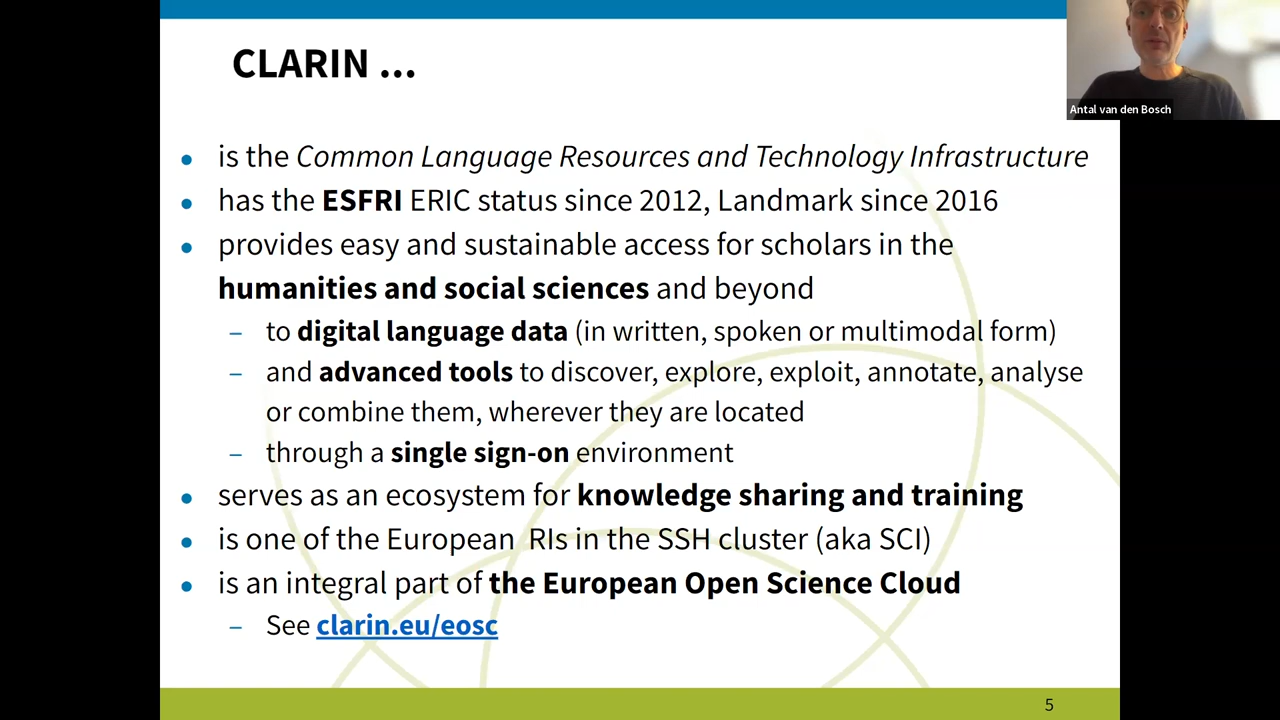 CLARIN ...
Antal van den Bosch
is the Common Language Resources and Technology Infrastructure
has the ESFRI ERIC status since 2012, Landmark since 2016
provides easy and sustainable access for scholars in the
humanities and social sciences and beyond
– to digital language data (in written, spoken or multimodal form)
– and advanced tools to discover, explore, exploit, annotate, analyse
or combine them, wherever they are located
– through a single sign-on environment
serves as an ecosystem for knowledge sharing and training
is one of the European RIs in the SSH cluster (aka SCI)
is an integral part of the European Open Science Cloud
– See clarin.eu/eosc
5